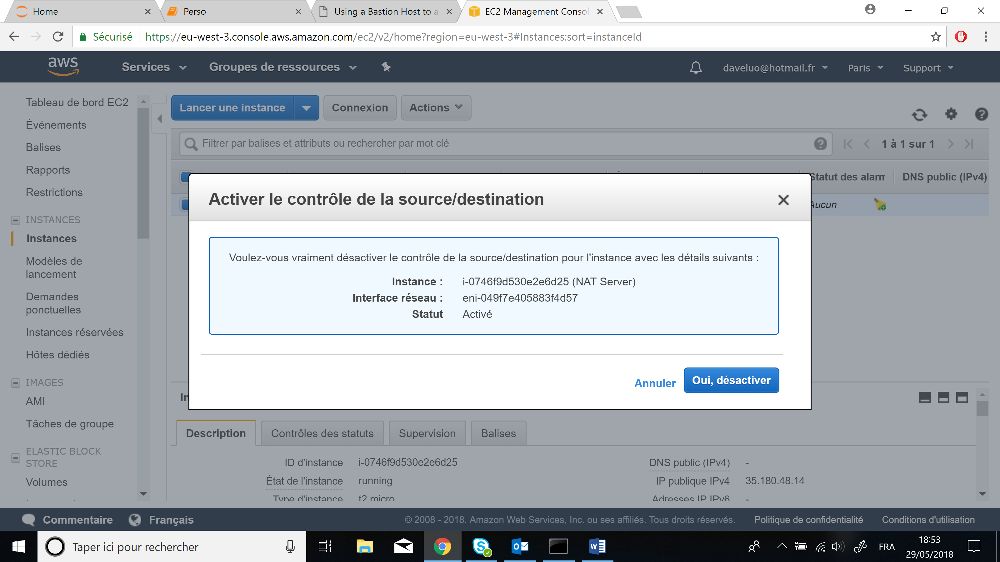 Home
Perso
Using a Bastion Host to a
EC2 Management Consol
Sécurisé
https://eu-west-3.console.aws.amazon.com/ec2/v2/home?region=eu-west-3#Instances:sort=instanceId
aws
Services
Groupes de ressources
daveluo@hotmail.fr
Paris
Support
Tableau de bord EC2
Événements
Balises
Rapports
Restrictions
INSTANCES
Instances
Modèles de
lancement
Demandes
ponctuelles
Instances réservées
Hôtes dédiés
IMAGES
AMI
Tâches de groupe
ELASTIC BLOCK
STORE
Volumes
Lancer une instance
Connexion
Actions
Filtrer par balises et attributs ou rechercher par mot clé
1 à 1 sur 1
Statut des alarm
DNS public (IPv4)
Aucun
Activer le contrôle de la source/destination
Voulez-vous vraiment désactiver le contrôle de la source/destination pour l'instance avec les détails suivants :
Instance : i-0746f9d530e2e6d25 (NAT Server)
Interface réseau : eni-049f7e405883f4d57
Statut Activé
Annuler
Oui, désactiver
In
Description
Contrôles des statuts
Supervision
Balises
ID d'instance i-0746f9d530e2e6d25
DNS public (IPv4) -
État de l'instance running
IP publique IPv4 35.180.48.14
Type d'instance t2.micro
Adresses IP IPv6 -
Commentaire
Français
© 2008 - 2018, Amazon Web Services, Inc. ou ses affiliés. Tous droits réservés.
Politique de confidentialité
Conditions d'utilisation
Taper ici pour rechercher
FRA
18:53
29/05/2018